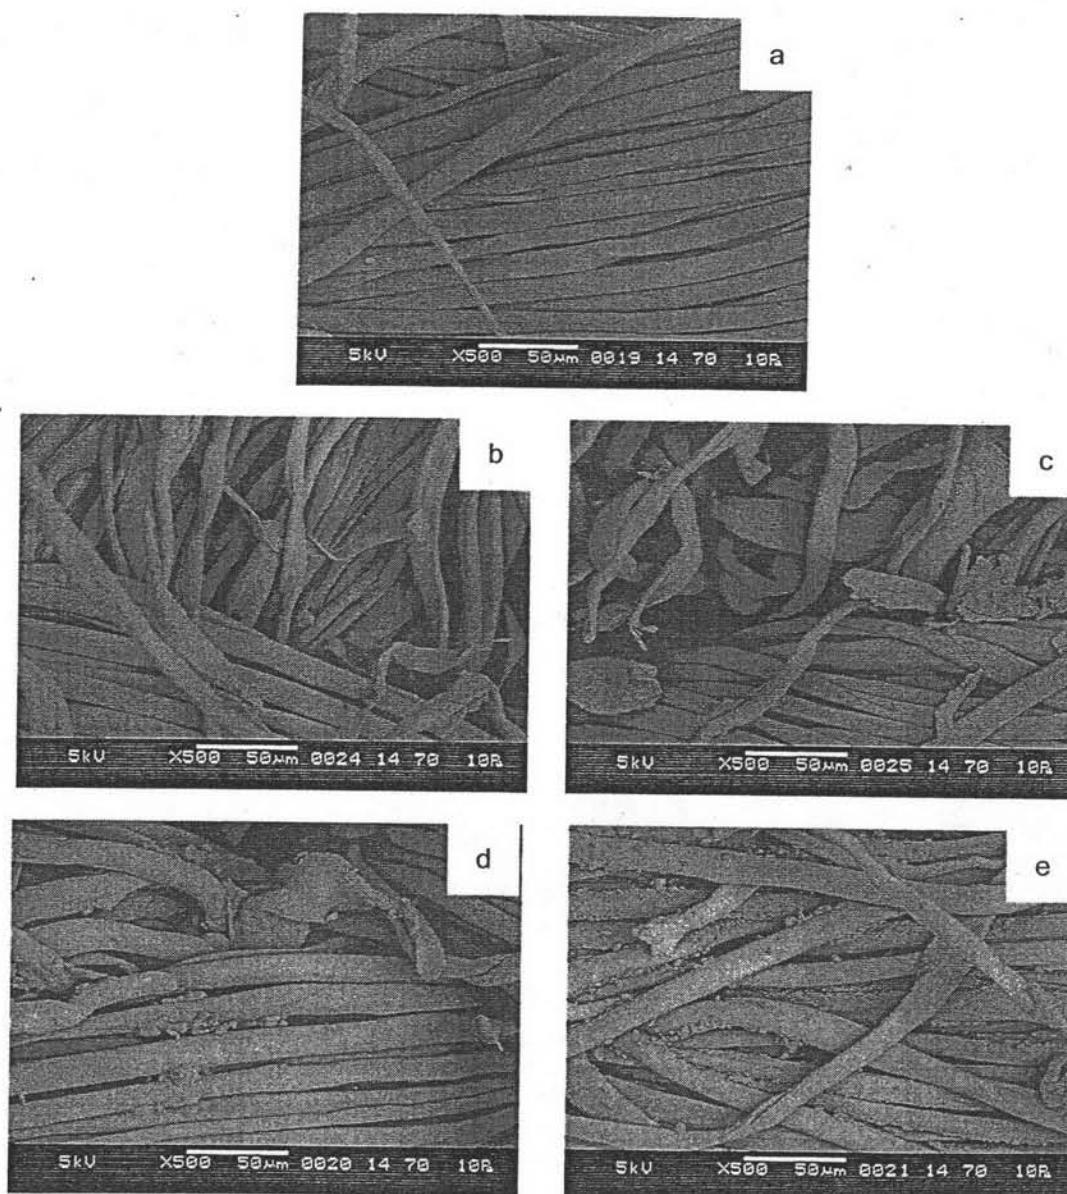 a
5kV X500 50µm 0019 14 70 10R
b
c
5kV X500 50µm 0024 14 70 10R
5kV X500 50µm 0025 14 70 10R
d
e
5kV X500 50µm 0020 14 70 10R
5kV X500 50µm 0021 14 70 10R